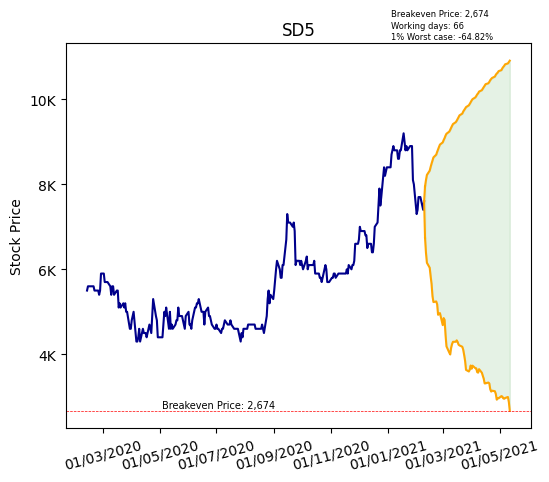 Breakeven Price: 2,674
Working days: 66
1% Worst case: -64.82%
SD5
Stock Price
10K
8K
6K
4K
Breakeven Price: 2,674
01/03/2020
01/05/2020
01/07/2020
01/09/2020
01/11/2020
01/01/2021
01/03/2021
01/05/2021